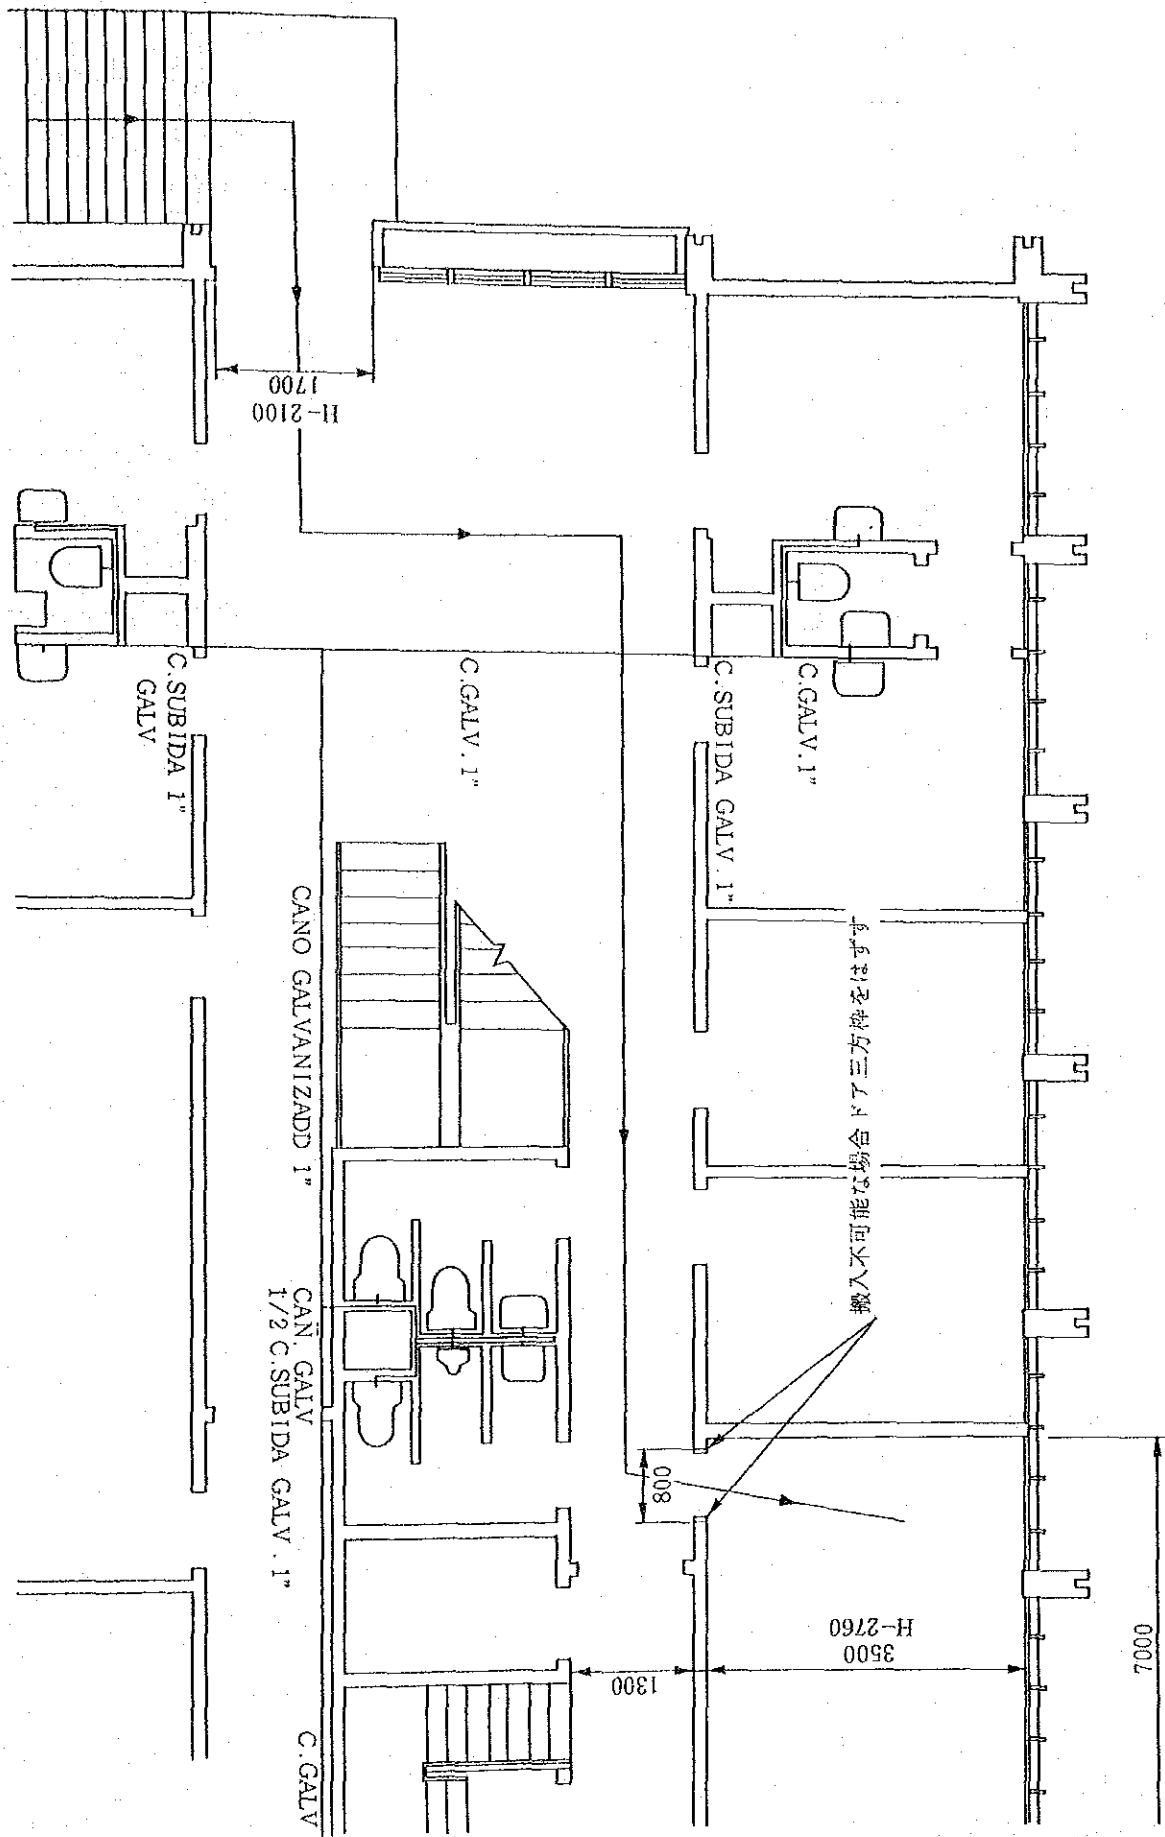 1700
H-2100
C.SUBIDA 1"
GALV
C.GALV.1"
C.SUBIDA GALV.1"
C.GALV.1"
CANO GALVANIZADD 1"
搬入不可能な場合ドア三方枠をはずす
CAN. GALV
1/2 C.SUBIDA GALV.1"
800
3500
H-2760
1300
7000
C.GALV